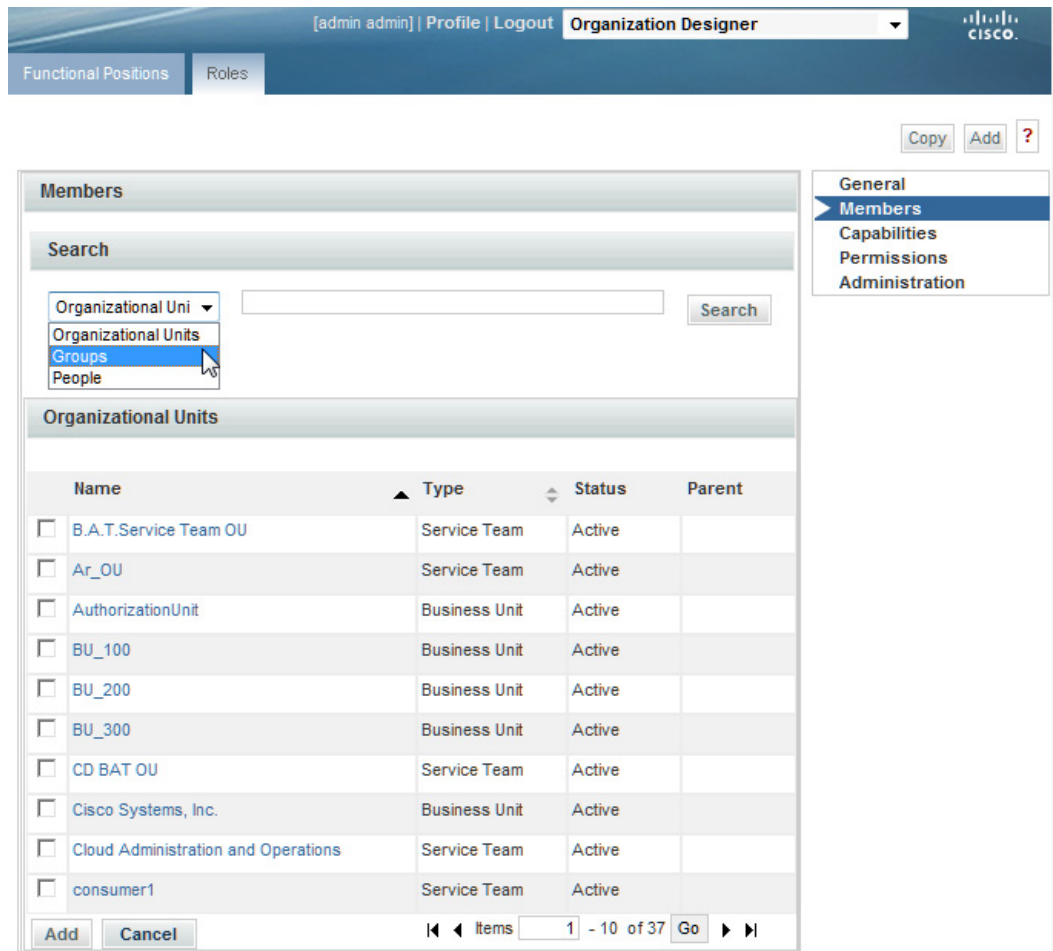 [admin admin] | Profile | Logout Organization Designer
CISCO.
Functional Positions Roles
Copy Add ?
General
Members
Capabilities
Permissions
Administration
Members
Search
Organizational Uni Search
Organizational Units
Groups
People
Organizational Units
Name Type Status Parent
B.A.T.Service Team OU Service Team Active
Ar_OU Service Team Active
AuthorizationUnit Business Unit Active
BU_100 Business Unit Active
BU_200 Business Unit Active
BU_300 Business Unit Active
CD BAT OU Service Team Active
Cisco Systems, Inc. Business Unit Active
Cloud Administration and Operations Service Team Active
consumer1 Service Team Active
Add Cancel Items 1 - 10 of 37 Go